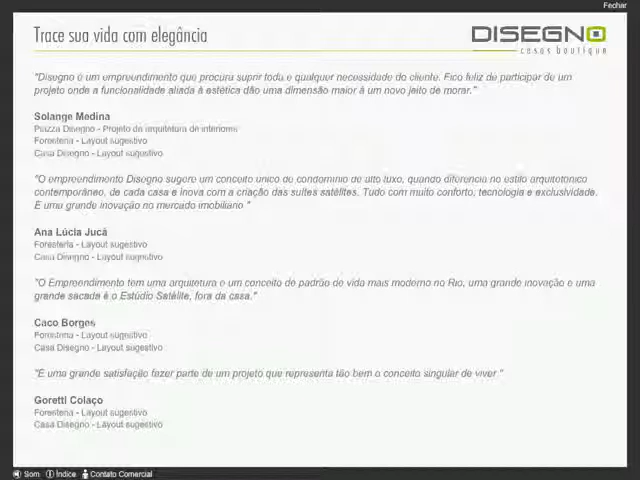 Fechar
Trace sua vida com elegância
DISEGNO
casas boutique
"Disegno é um empreendimento que procura suprir toda e qualquer necessidade do cliente. Fico feliz de participar de um
projeto onde a funcionalidade aliada à estética dão uma dimensão maior à um novo jeito de morar."
Solange Medina
Piazza Disegno - Projeto de arquitetura de interiores
Foresteria - Layout sugestivo
Casa Disegno - Layout sugestivo
"O empreendimento Disegno sugere um conceito único de condomínio de alto luxo, quando diferencia no estilo arquitetônico
contemporâneo, de cada casa e inova com a criação das suítes satélites. Tudo com muito conforto, tecnologia e exclusividade.
É uma grande inovação no mercado imobiliário."
Ana Lúcia Jucá
Foresteria - Layout sugestivo
Casa Disegno - Layout sugestivo
"O Empreendimento tem uma arquitetura e um conceito de padrão de vida mais moderno no Rio, uma grande inovação e uma
grande sacada é o Estúdio Satélite, fora da casa."
Caco Borges
Foresteria - Layout sugestivo
Casa Disegno - Layout sugestivo
"É uma grande satisfação fazer parte de um projeto que representa tão bem o conceito singular de viver."
Goretti Colaço
Foresteria - Layout sugestivo
Casa Disegno - Layout sugestivo
Som Índice Contato Comercial